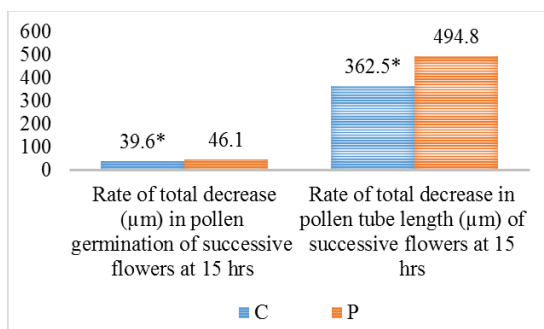 600
500
400
300
200
100
0
39.6*
46.1
362.5*
494.8
Rate of total decrease
(µm) in pollen
germination of successive
flowers at 15 hrs
Rate of total decrease in
pollen tube length (µm) of
successive flowers at 15
hrs
C
P